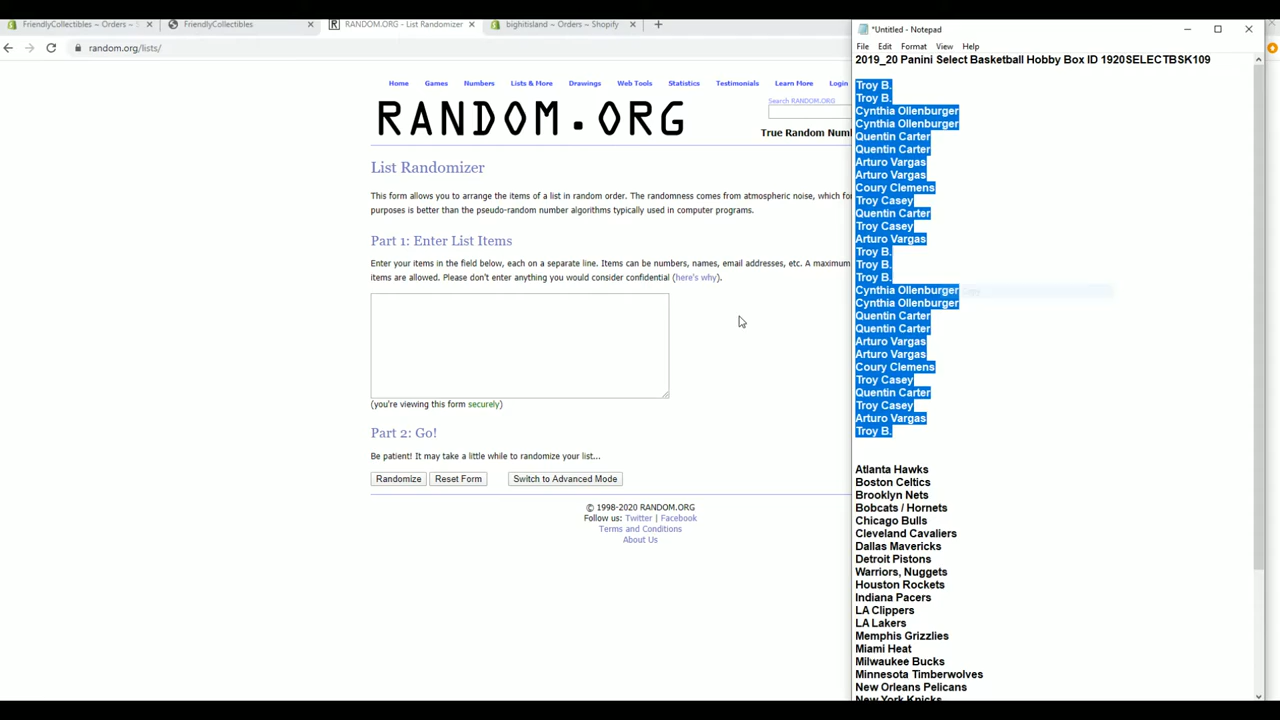 FriendlyCollectibles ~ Orders ~ S
FriendlyCollectibles
RANDOM.ORG - List Randomizer
bighitisland ~ Orders ~ Shopify
random.org/lists/
Home Games Numbers Lists & More Drawings Web Tools Statistics Testimonials Learn More Login
RANDOM.ORG
Search RANDOM.ORG
True Random Numb
List Randomizer
This form allows you to arrange the items of a list in random order. The randomness comes from atmospheric noise, which for
purposes is better than the pseudo-random number algorithms typically used in computer programs.
Part 1: Enter List Items
Enter your items in the field below, each on a separate line. Items can be numbers, names, email addresses, etc. A maximum
items are allowed. Please don't enter anything you would consider confidential (here's why).
(you're viewing this form securely)
Part 2: Go!
Be patient! It may take a little while to randomize your list...
Randomize Reset Form Switch to Advanced Mode
© 1998-2020 RANDOM.ORG
Follow us: Twitter | Facebook
Terms and Conditions
About Us
*Untitled - Notepad
File Edit Format View Help
2019_20 Panini Select Basketball Hobby Box ID 1920SELECTBSK109
Troy B.
Troy B.
Cynthia Ollenburger
Cynthia Ollenburger
Quentin Carter
Quentin Carter
Arturo Vargas
Arturo Vargas
Coury Clemens
Troy Casey
Quentin Carter
Troy Casey
Arturo Vargas
Troy B.
Troy B.
Troy B.
Cynthia Ollenburger
Cynthia Ollenburger
Quentin Carter
Quentin Carter
Arturo Vargas
Arturo Vargas
Coury Clemens
Troy Casey
Quentin Carter
Troy Casey
Arturo Vargas
Troy B.
Atlanta Hawks
Boston Celtics
Brooklyn Nets
Bobcats / Hornets
Chicago Bulls
Cleveland Cavaliers
Dallas Mavericks
Detroit Pistons
Warriors, Nuggets
Houston Rockets
Indiana Pacers
LA Clippers
LA Lakers
Memphis Grizzlies
Miami Heat
Milwaukee Bucks
Minnesota Timberwolves
New Orleans Pelicans
New York Knicks